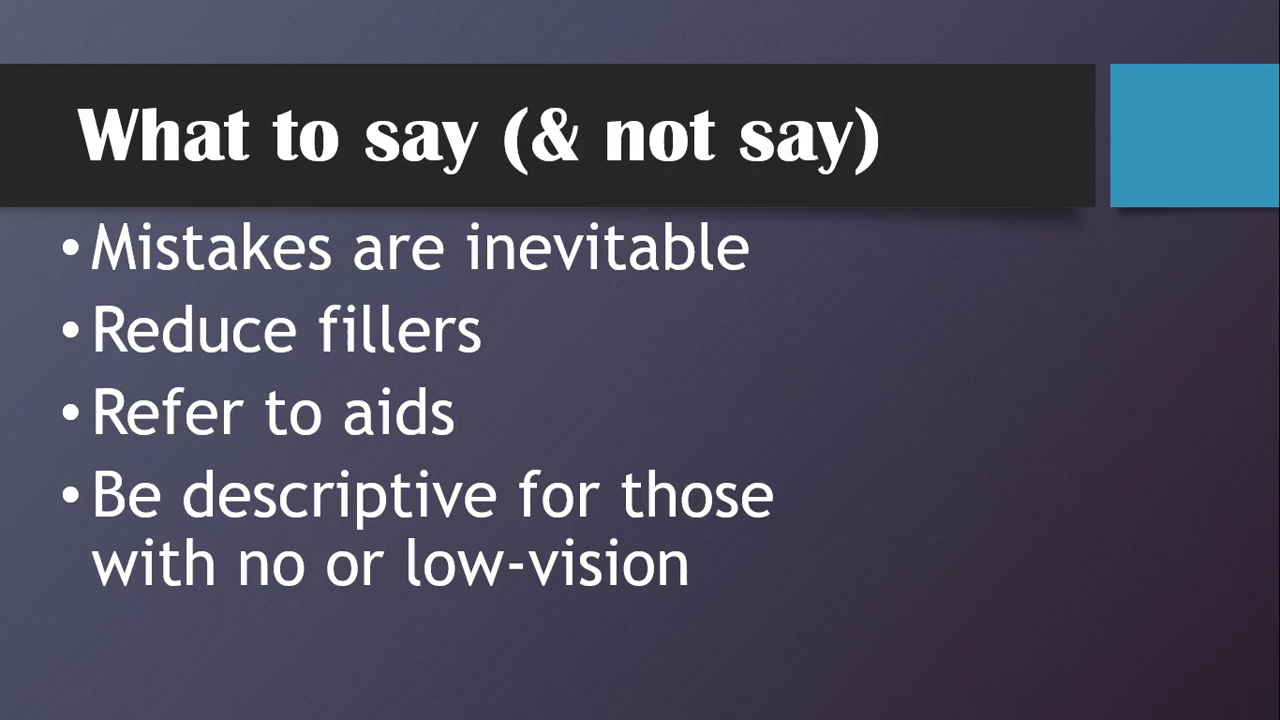 What to say (& not say)
• Mistakes are inevitable
• Reduce fillers
• Refer to aids
• Be descriptive for those
with no or low-vision